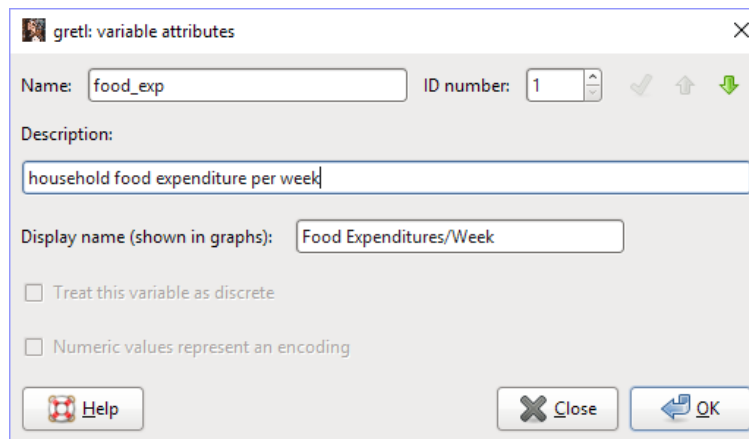 gretl: variable attributes
Name: food_exp ID number: 1
Description:
household food expenditure per week
Display name (shown in graphs): Food Expenditures/Week
Treat this variable as discrete
Numeric values represent an encoding
Help Close OK